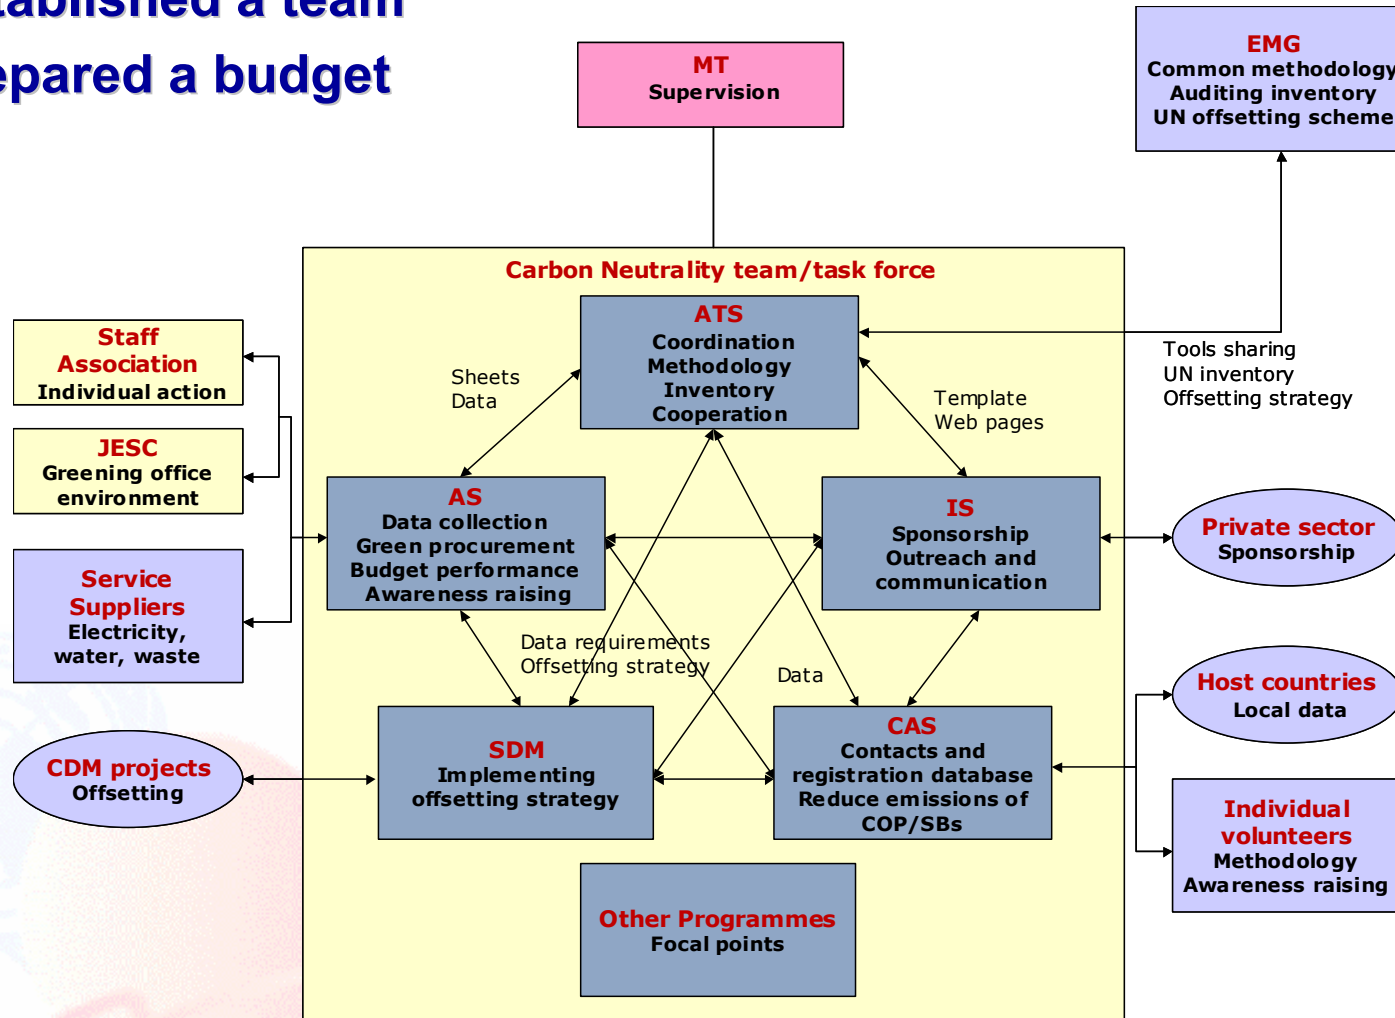 tablished a team
epared a budget
MT
Supervision
EMG
Common methodology
Auditing inventory
UN offsetting scheme
Carbon Neutrality team/task force
ATS
Coordination
Methodology
Inventory
Cooperation
Staff
Association
Individual action
JESC
Greening office
environment
Service
Suppliers
Electricity,
water, waste
CDM projects
Offsetting
Sheets
Data
Template
Web pages
Tools sharing
UN inventory
Offsetting strategy
AS
Data collection
Green procurement
Budget performance
Awareness raising
IS
Sponsorship
Outreach and
communication
Private sector
Sponsorship
Data requirements
Offsetting strategy
Data
SDM
Implementing
offsetting strategy
CAS
Contacts and
registration database
Reduce emissions of
COP/SBs
Host countries
Local data
Individual
volunteers
Methodology
Awareness raising
Other Programmes
Focal points